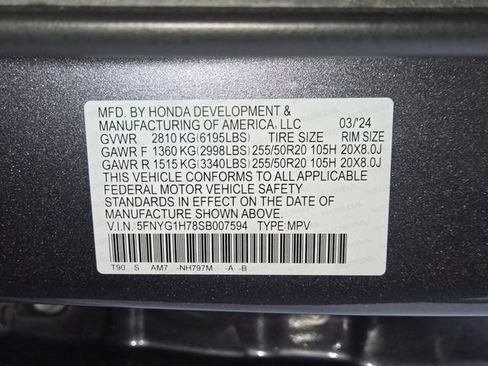 MFD. BY HONDA DEVELOPMENT &
MANUFACTURING OF AMERICA, LLC 03/'24
GVWR 2810 KG(6195LBS) TIRE SIZE RIM SIZE
GAWR F 1360 KG(2998LBS) 255/50R20 105H 20X8.0J
GAWR R 1515 KG(3340LBS) 255/50R20 105H 20X8.0J
THIS VEHICLE CONFORMS TO ALL APPLICABLE
FEDERAL MOTOR VEHICLE SAFETY
STANDARDS IN EFFECT ON THE DATE OF
MANUFACTURE SHOWN ABOVE.
V.I.N. 5FNYG1H78SB007594 TYPE:MPV
T90 S AM7 -NH797M -A -B